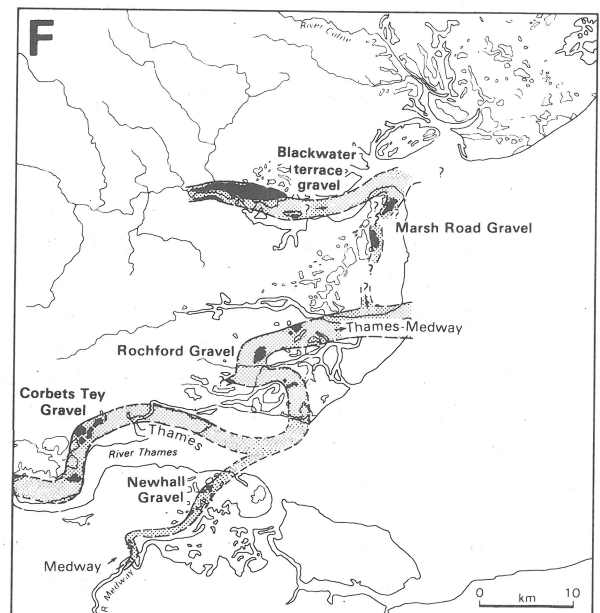 F
River Colne
Blackwater
terrace
gravel
?
?
?
?
Marsh Road Gravel
?
?
Thames-Medway
Rochford Gravel
Corbets Tey
Gravel
Thames
River Thames
Newhall
Gravel
Medway
R Medway
0 km 10